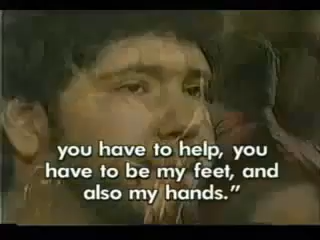 you have to help, you
have to be my feet, and
also my hands.”